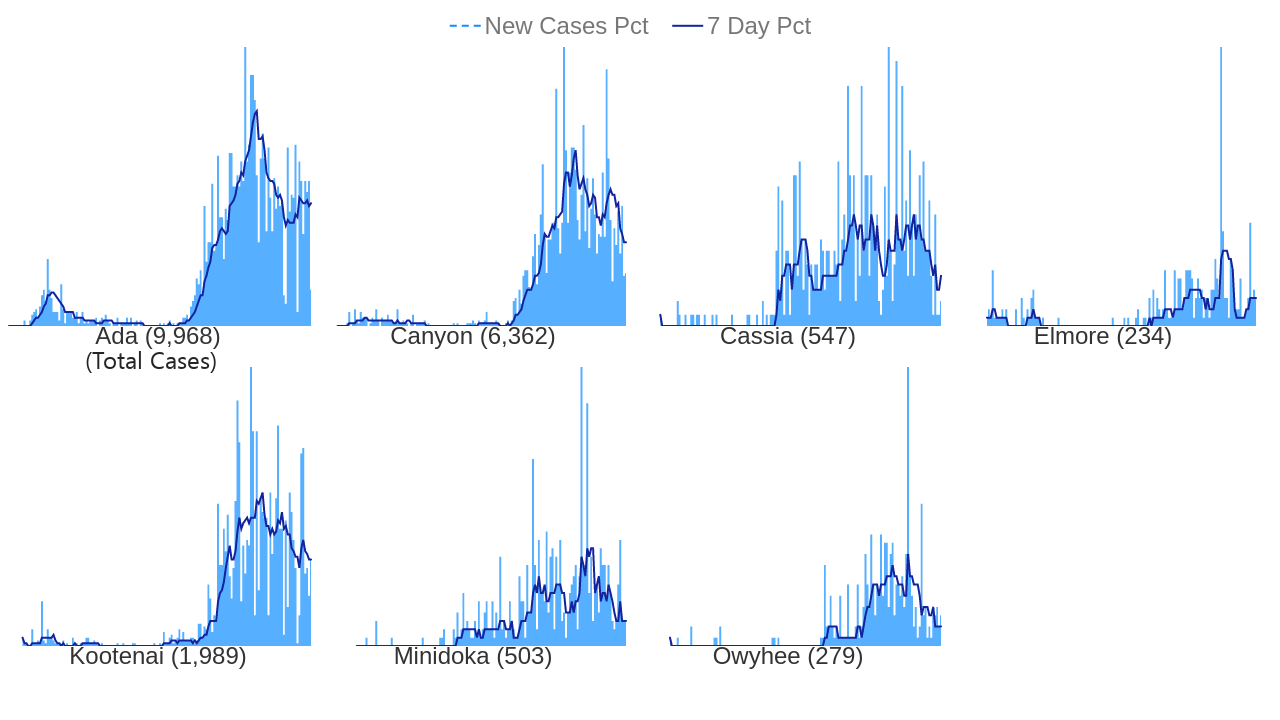 New Cases Pct 7 Day Pct
Ada (9,968) Canyon (6,362) Cassia (547) Elmore (234)
(Total Cases)
Kootenai (1,989) Minidoka (503) Owyhee (279)